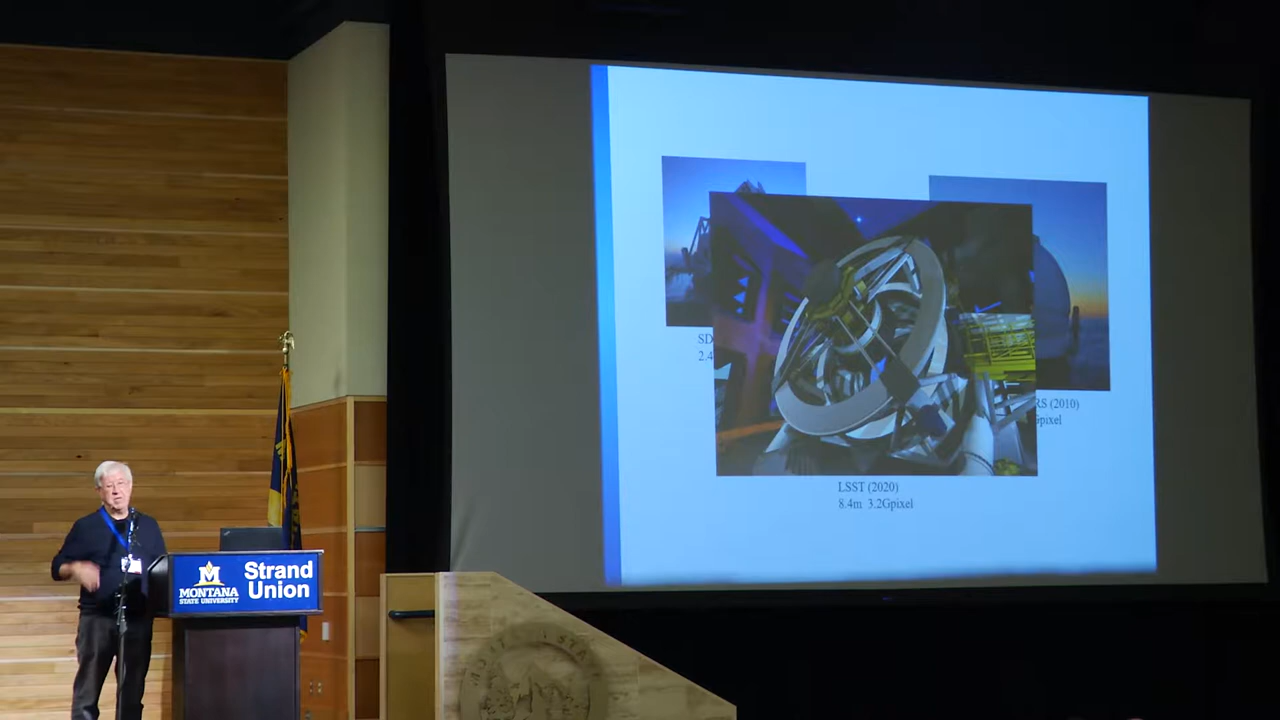 SD
2.4
RS (2010)
Gpixel
LSST (2020)
8.4m 3.2Gpixel
MONTANA
STATE UNIVERSITY
Strand
Union